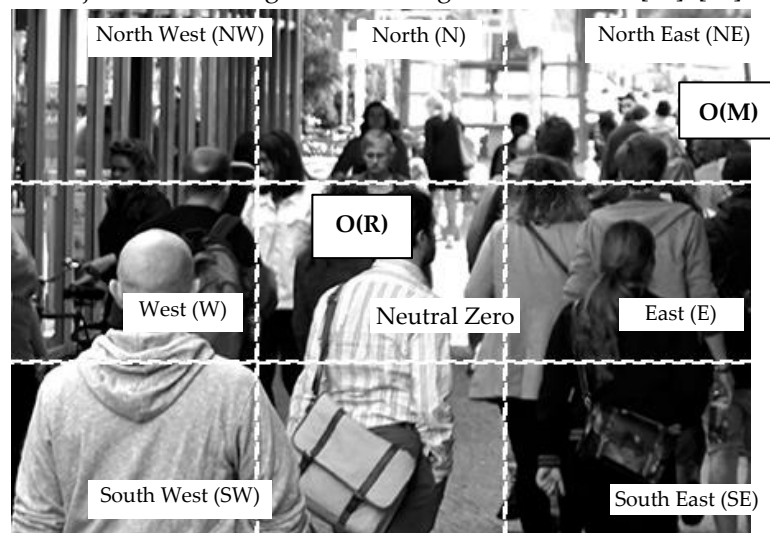 North West (NW)
North (N)
North East (NE)
O(M)
O(R)
West (W)
Neutral Zero
East (E)
South West (SW)
South East (SE)